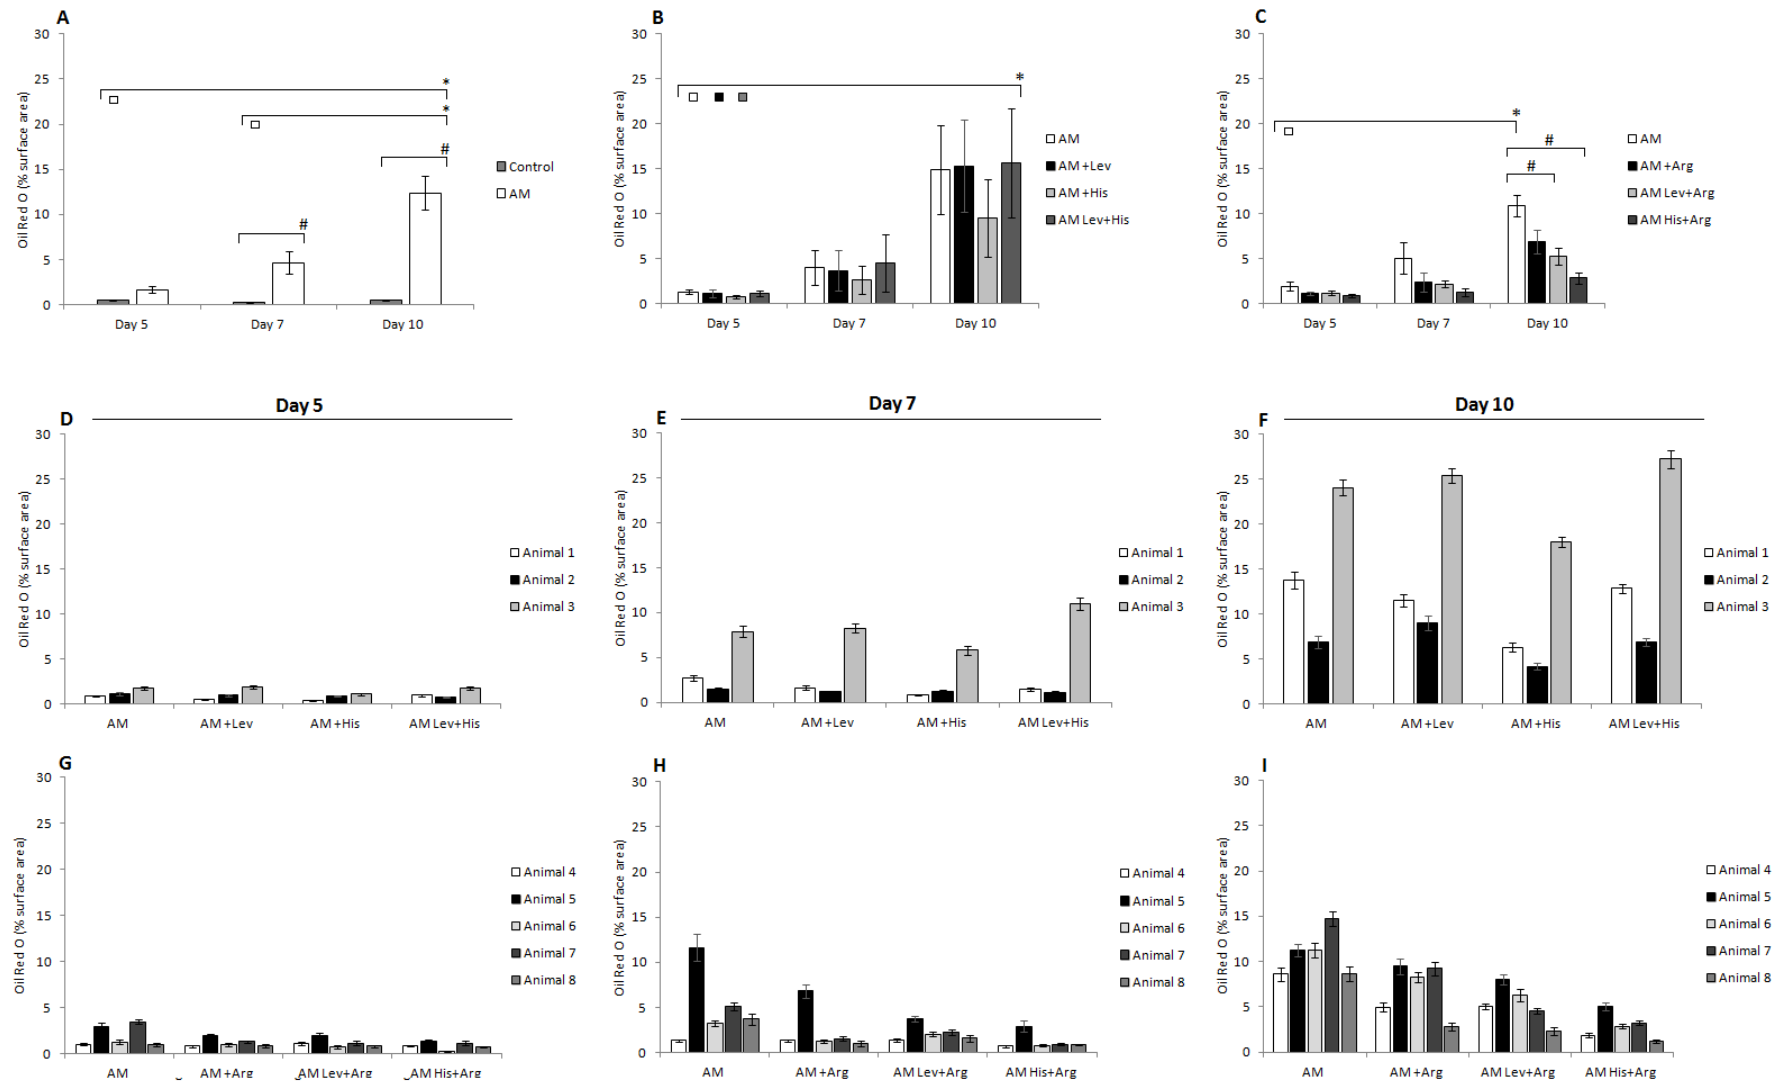 A
30
25
20
15
10
5
0
Oil Red O (% surface area)
*
*
#
#
Day 5
Day 7
Day 10
Control
AM
B
30
25
20
15
10
5
0
Oil Red O (% surface area)
*
Day 5
Day 7
Day 10
AM
AM +Lev
AM +His
AM Lev+His
C
30
25
20
15
10
5
0
Oil Red O (% surface area)
*
#
#
Day 5
Day 7
Day 10
AM
AM +Arg
AM Lev+Arg
AM His+Arg
Day 5
D
30
25
20
15
10
5
0
Oil Red O (% surface area)
AM
AM +Lev
AM +His
AM Lev+His
Animal 1
Animal 2
Animal 3
Day 7
E
30
25
20
15
10
5
0
Oil Red O (% surface area)
AM
AM +Lev
AM +His
AM Lev+His
Animal 1
Animal 2
Animal 3
Day 10
F
30
25
20
15
10
5
0
Oil Red O (% surface area)
AM
AM +Lev
AM +His
AM Lev+His
Animal 1
Animal 2
Animal 3
G
30
25
20
15
10
5
0
Oil Red O (% surface area)
AM
AM +Arg
AM Lev+Arg
AM His+Arg
Animal 4
Animal 5
Animal 6
Animal 7
Animal 8
H
30
25
20
15
10
5
0
Oil Red O (% surface area)
AM
AM +Arg
AM Lev+Arg
AM His+Arg
Animal 4
Animal 5
Animal 6
Animal 7
Animal 8
I
30
25
20
15
10
5
0
Oil Red O (% surface area)
AM
AM +Arg
AM Lev+Arg
AM His+Arg
Animal 4
Animal 5
Animal 6
Animal 7
Animal 8